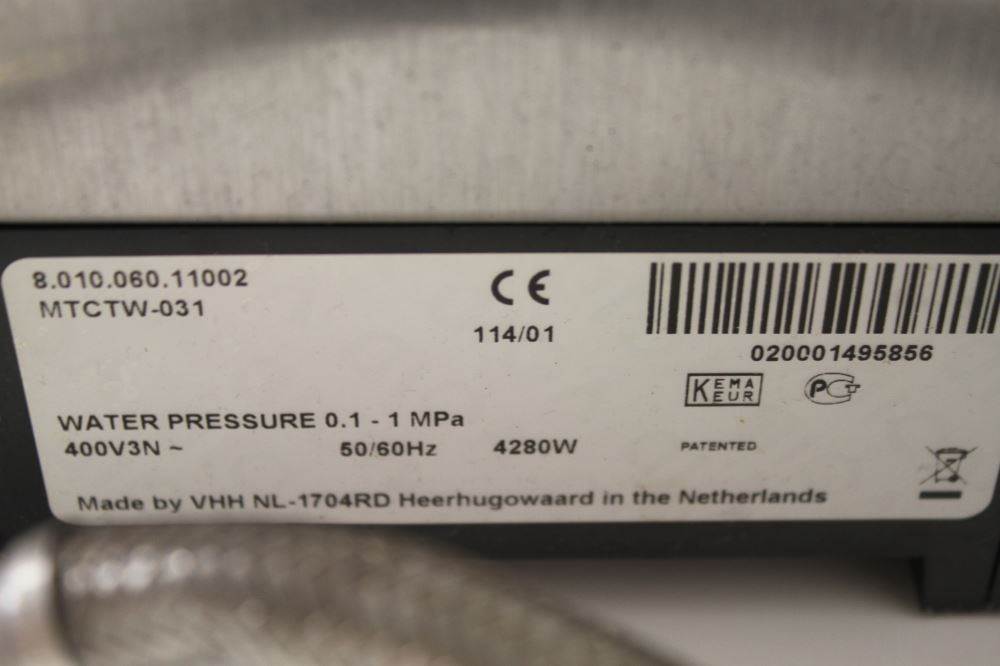 8.010.060.11002
MTCTW-031
CE
114/01
020001495856
KEMA
KEUR
РСТ
WATER PRESSURE 0.1 - 1 MPa
400V3N ~ 50/60Hz 4280W
PATENTED
Made by VHH NL-1704RD Heerhugowaard in the Netherlands